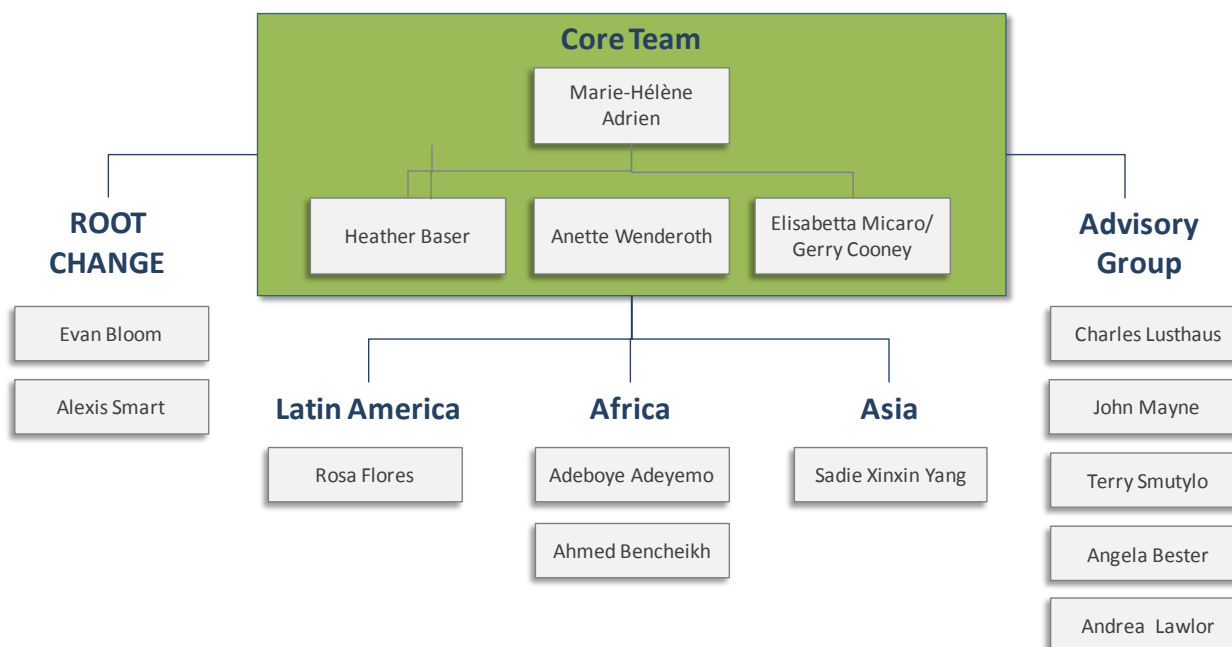 Core Team
Marie-Hélène
Adrien
Heather Baser
Anette Wenderoth
Elisabetta Micaro/
Gerry Cooney
ROOT
CHANGE
Evan Bloom
Alexis Smart
Latin America
Rosa Flores
Africa
Adeboye Adeyemo
Ahmed Bencheikh
Asia
Sadie Xinxin Yang
Advisory
Group
Charles Lusthaus
John Mayne
Terry Smutylo
Angela Bester
Andrea Lawlor